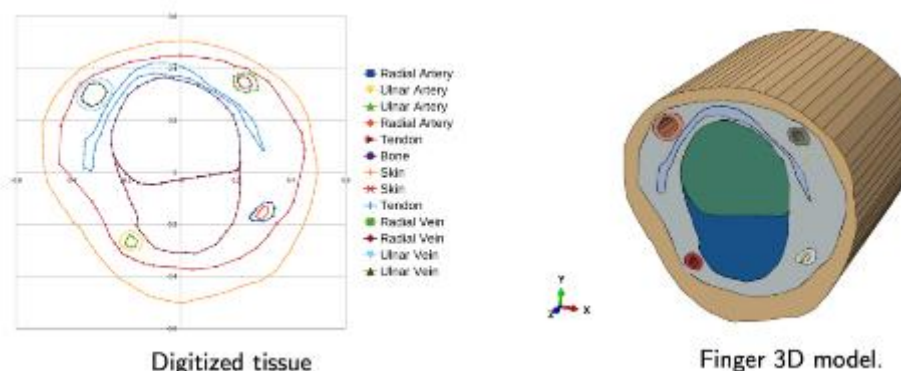 Radial Artery
Ulnar Artery
Ulnar Artery
Radial Artery
Tendon
Bone
Skin
Skin
Tendon
Radial Vein
Radial Vein
Ulnar Vein
Ulnar Vein
Y
X
Z
Digitized tissue
Finger 3D model.